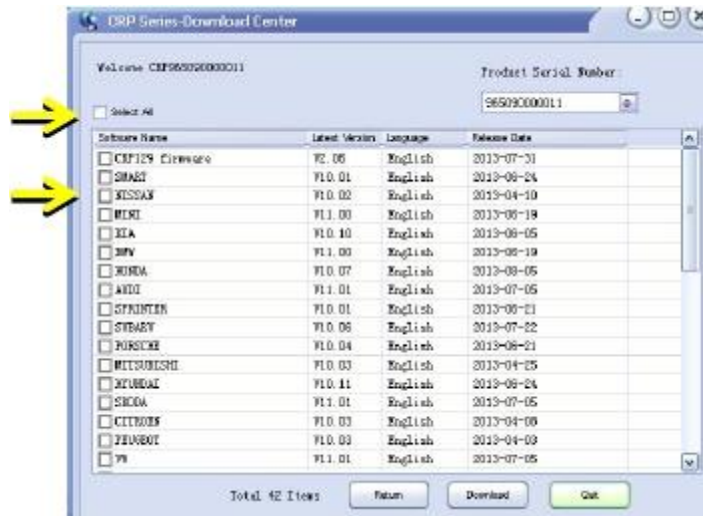 CRP Series-Download Center
Welcome CRP965090000011
Product Serial Number:
965090000011
Select All
Software Name Latest Version Language Release Date
CRP129 firmware V2.06 English 2013-07-31
SMART V10.01 English 2013-06-24
NISSAN V10.02 English 2013-04-10
MINI V11.00 English 2013-06-19
KIA V10.10 English 2013-06-05
BMW V11.00 English 2013-06-19
HONDA V10.07 English 2013-08-05
AUDI V11.01 English 2013-07-05
SPRINTER V10.01 English 2013-06-21
SUBARU V10.06 English 2013-07-22
PORSCHE V10.04 English 2013-06-21
MITSUBISHI V10.03 English 2013-04-25
HYUNDAI V10.11 English 2013-06-24
SKODA V11.01 English 2013-07-05
CITROEN V10.03 English 2013-04-08
PEUGEOT V10.03 English 2013-04-03
VW V11.01 English 2013-07-05
Total 42 Items Return Download Quit